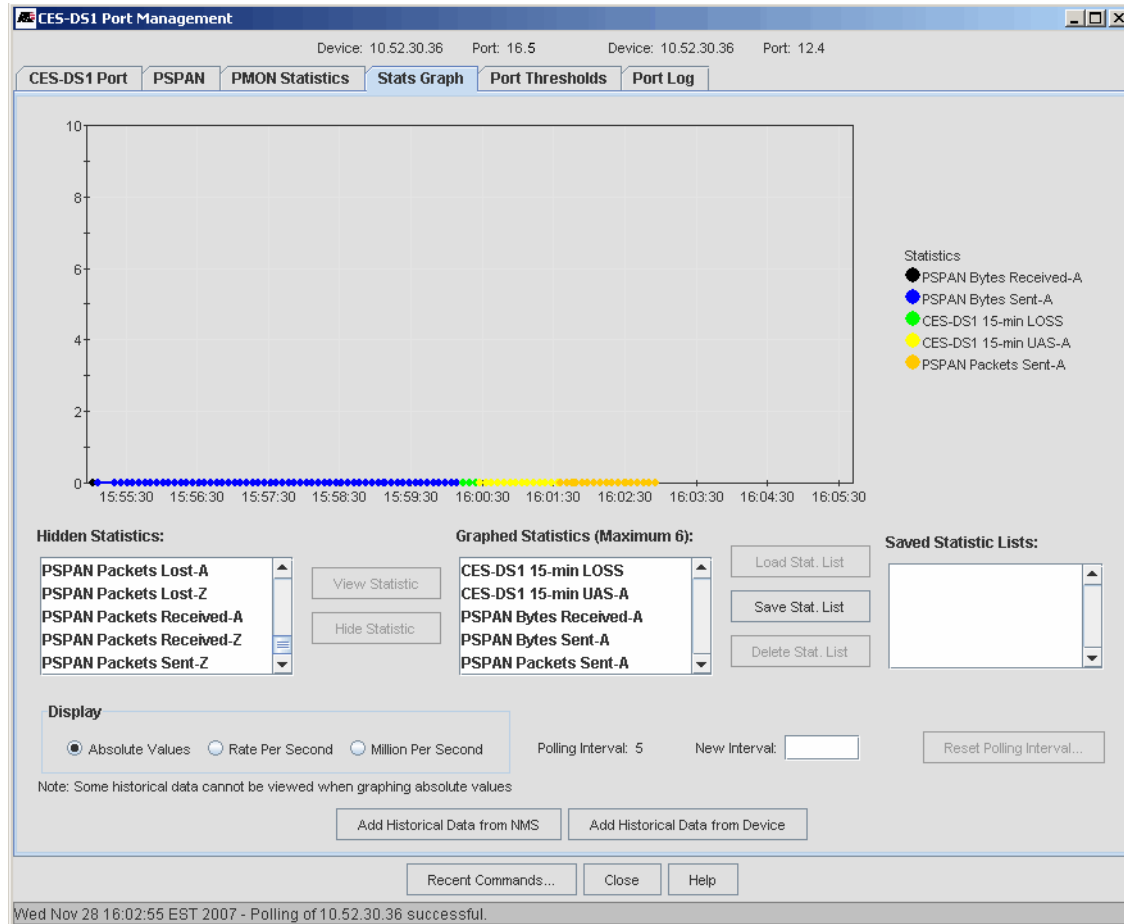 CES-DS1 Port Management
Device: 10.52.30.36 Port: 16.5 Device: 10.52.30.36 Port: 12.4
CES-DS1 Port PSPAN PMON Statistics Stats Graph Port Thresholds Port Log
10
8
6
4
2
0
15:55:30 15:56:30 15:57:30 15:58:30 15:59:30 16:00:30 16:01:30 16:02:30 16:03:30 16:04:30 16:05:30
Statistics
PSPAN Bytes Received-A
PSPAN Bytes Sent-A
CES-DS1 15-min LOSS
CES-DS1 15-min UAS-A
PSPAN Packets Sent-A
Hidden Statistics:
PSPAN Packets Lost-A
PSPAN Packets Lost-Z
PSPAN Packets Received-A
PSPAN Packets Received-Z
PSPAN Packets Sent-Z
View Statistic
Hide Statistic
Graphed Statistics (Maximum 6):
CES-DS1 15-min LOSS
CES-DS1 15-min UAS-A
PSPAN Bytes Received-A
PSPAN Bytes Sent-A
PSPAN Packets Sent-A
Load Stat. List
Save Stat. List
Delete Stat. List
Saved Statistic Lists:
Display
Absolute Values Rate Per Second Million Per Second
Polling Interval: 5 New Interval:
Reset Polling Interval...
Note: Some historical data cannot be viewed when graphing absolute values
Add Historical Data from NMS Add Historical Data from Device
Recent Commands... Close Help
Wed Nov 28 16:02:55 EST 2007 - Polling of 10.52.30.36 successful.